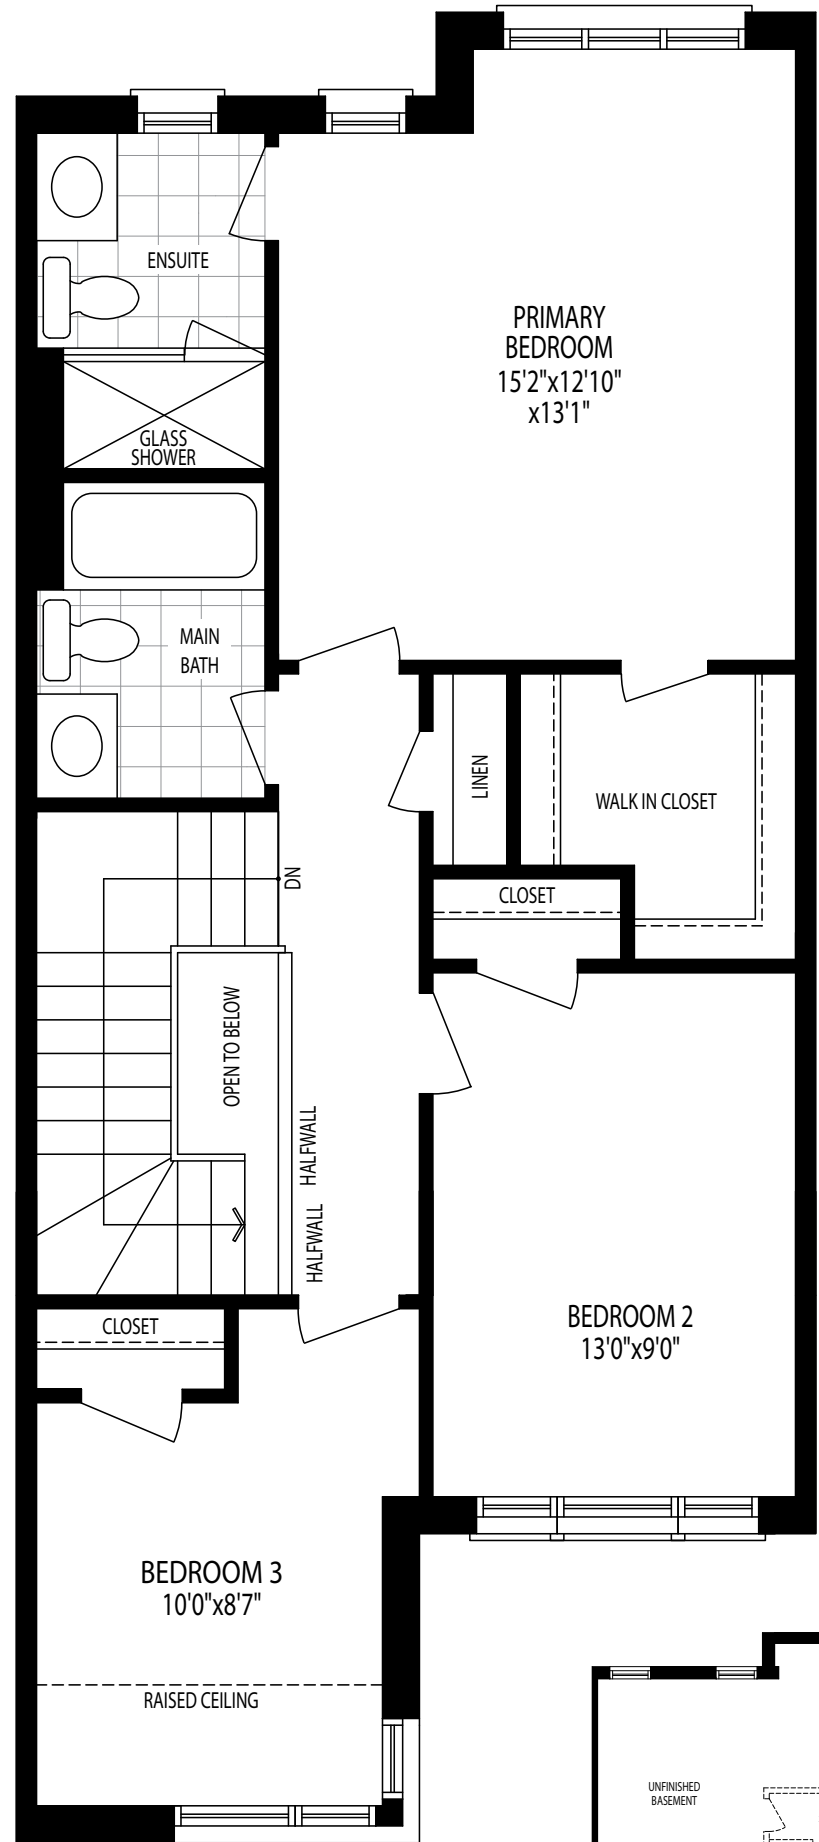 ENSUITE
PRIMARY
BEDROOM
15'2"x12'10"
x13'1"
GLASS
SHOWER
MAIN
BATH
LINEN
WALK IN CLOSET
DN
CLOSET
OPEN TO BELOW
HALFWALL
HALFWALL
CLOSET
BEDROOM 2
13'0"x9'0"
BEDROOM 3
10'0"x8'7"
RAISED CEILING
UNFINISHED
BASEMENT